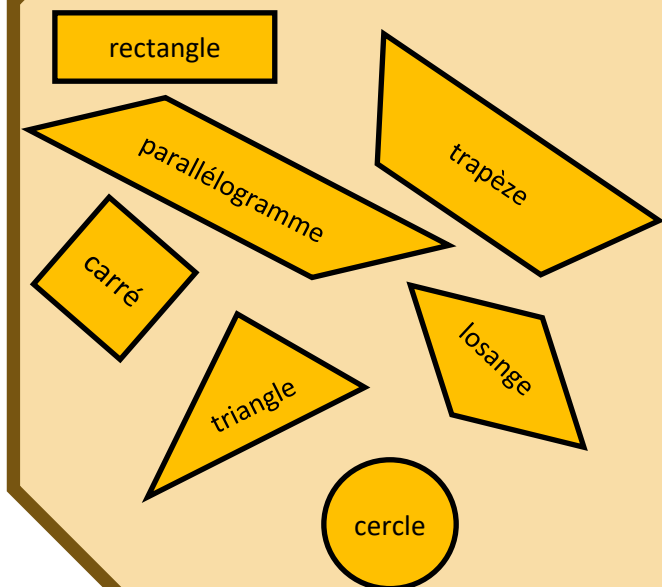 rectangle
parallélogramme
trapèze
carré
losange
triangle
cercle